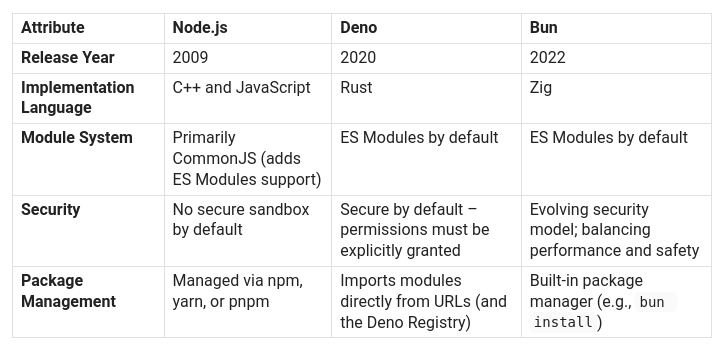 Attribute Node.js Deno Bun
Release Year 2009 2020 2022
Implementation C++ and JavaScript Rust Zig
Language
Module System Primarily ES Modules by default ES Modules by default
CommonJS (adds
ES Modules support)
Security No secure sandbox Secure by default – Evolving security
by default permissions must be model; balancing
explicitly granted performance and safety
Package Managed via npm, Imports modules Built-in package
Management yarn, or pnpm directly from URLs (and manager (e.g., bun
the Deno Registry) install )